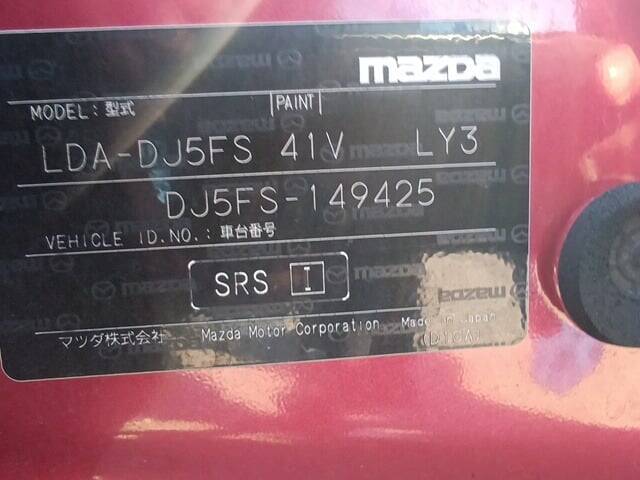 mazda
MODEL: 型式 PAINT
LDA-DJ5FS 41V LY3
DJ5FS-149425
VEHICLE ID.NO.: 車台番号
SRS I
マツダ株式会社 Mazda Motor Corporation Made in Japan
(D10A)